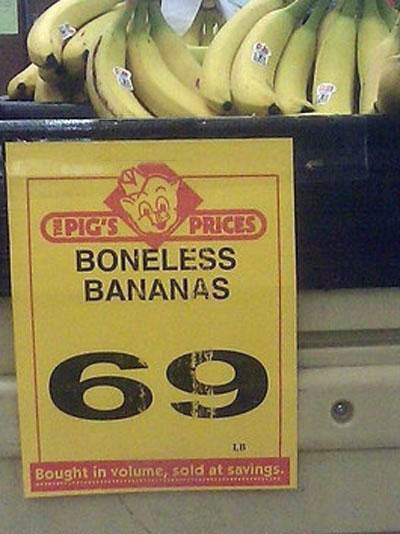 THE PIG'S PRICES
BONELESS
BANANAS
69
LB
Bought in volume, sold at savings.